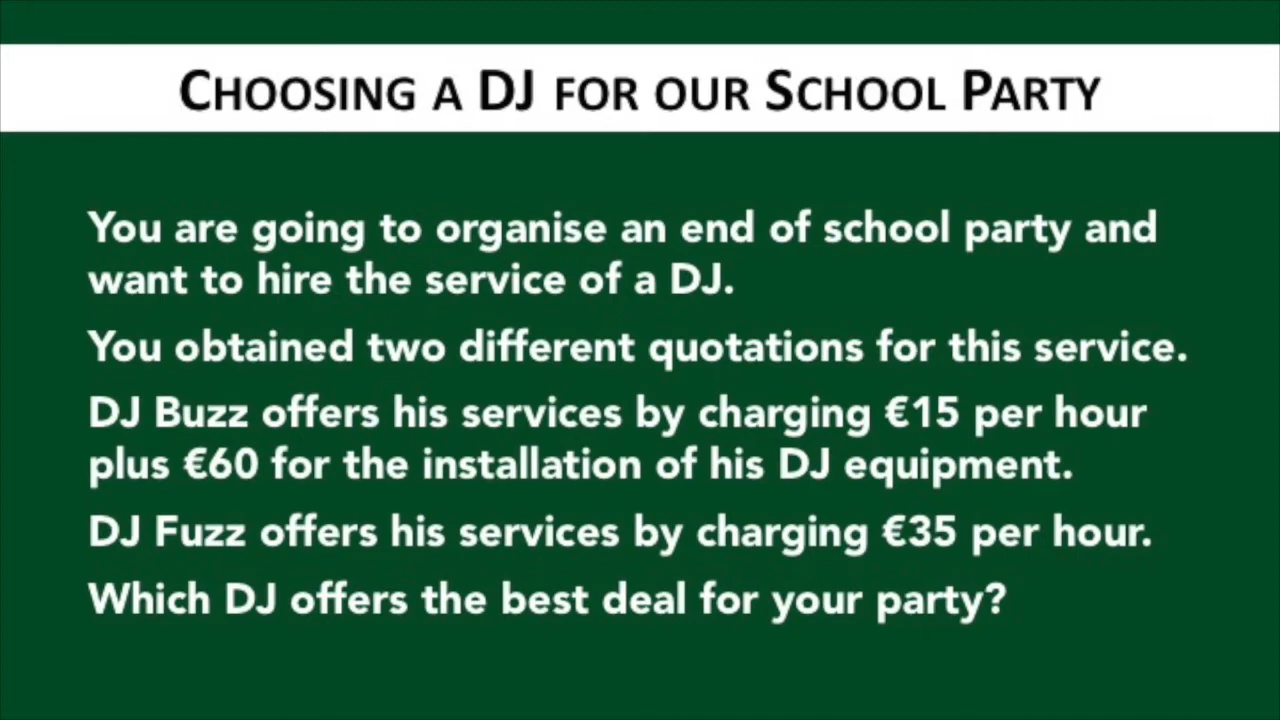 CHOOSING A DJ FOR OUR SCHOOL PARTY
You are going to organise an end of school party and
want to hire the service of a DJ.
You obtained two different quotations for this service.
DJ Buzz offers his services by charging €15 per hour
plus €60 for the installation of his DJ equipment.
DJ Fuzz offers his services by charging €35 per hour.
Which DJ offers the best deal for your party?